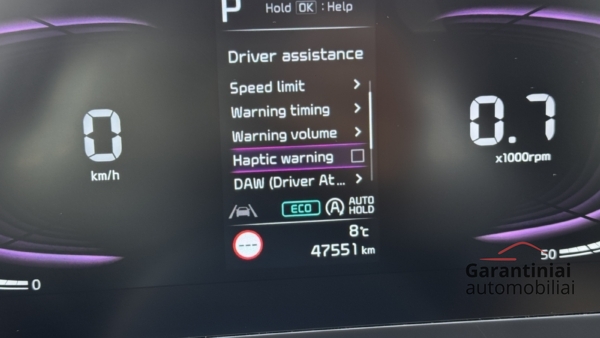 P
Hold OK : Help
Driver assistance
Speed limit
Warning timing
Warning volume
Haptic warning
DAW (Driver At...
0
km/h
0.7
x1000rpm
ECO
A
AUTO
HOLD
---
8°C
47551 km
0
50
Garantiniai
automobiliai